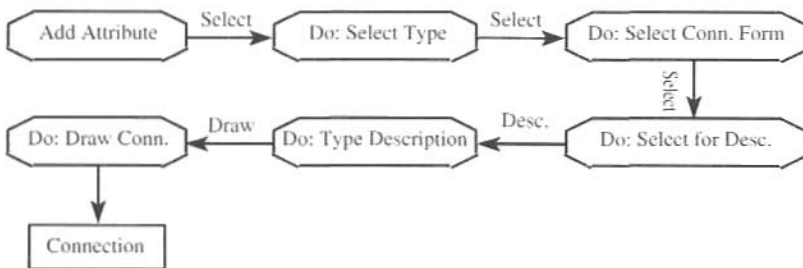 Add Attribute
Select
Do: Select Type
Select
Do: Select Conn. Form
Select
Do: Select for Desc.
Desc.
Do: Type Description
Draw
Do: Draw Conn.
Connection